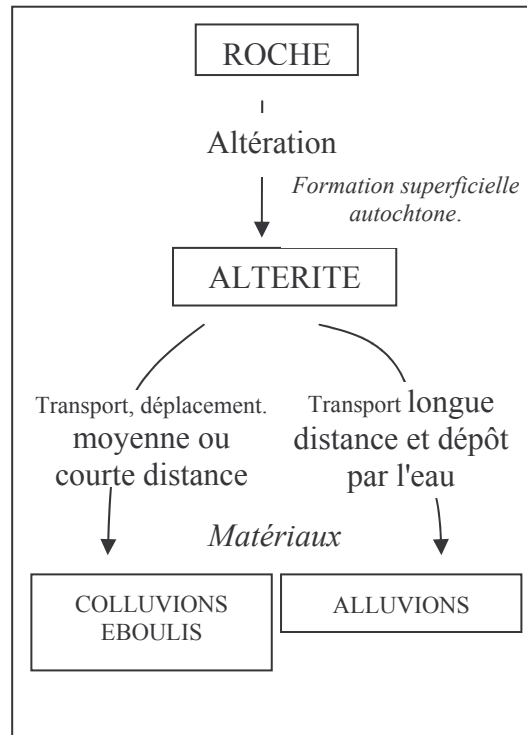 ROCHE
Altération
Formation superficielle
autochtone.
ALTERITE
Transport, déplacement.
moyenne ou
courte distance
Transport longue
distance et dépôt
par l'eau
Matériaux
COLLUVIONS
EBOULIS
ALLUVIONS